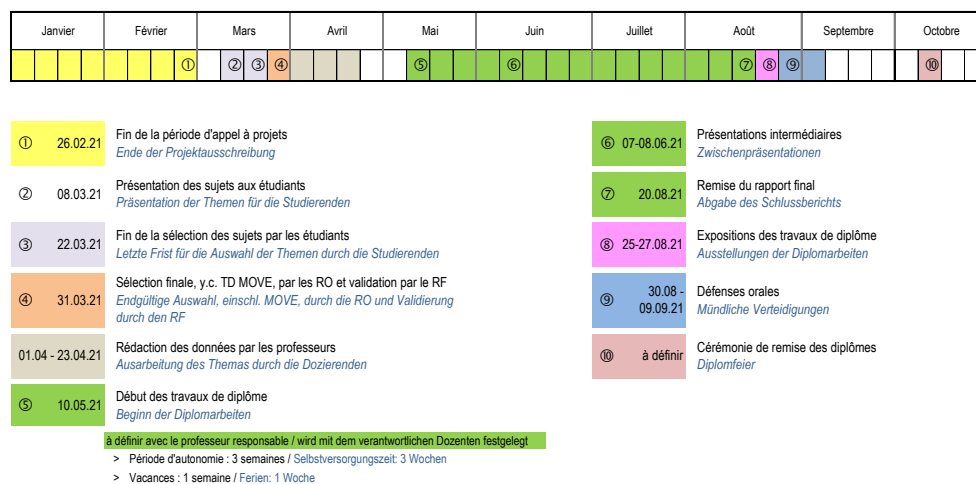 Janvier Février Mars Avril Mai Juin Juillet Août Septembre Octobre
① ② ③ ④ ⑤ ⑥ ⑦ ⑧ ⑨ ⑩
① 26.02.21 Fin de la période d'appel à projets
Ende der Projektausschreibung
② 08.03.21 Présentation des sujets aux étudiants
Präsentation der Themen für die Studierenden
③ 22.03.21 Fin de la sélection des sujets par les étudiants
Letzte Frist für die Auswahl der Themen durch die Studierenden
④ 31.03.21 Sélection finale, y.c. TD MOVE, par les RO et validation par le RF
Endgültige Auswahl, einschl. MOVE, durch die RO und Validierung
durch den RF
01.04 - 23.04.21 Rédaction des données par les professeurs
Ausarbeitung des Themas durch die Dozierenden
⑤ 10.05.21 Début des travaux de diplôme
Beginn der Diplomarbeiten
à définir avec le professeur responsable / wird mit dem verantwortlichen Dozenten festgelegt
> Période d'autonomie : 3 semaines / Selbstversorgungszeit: 3 Wochen
> Vacances : 1 semaine / Ferien: 1 Woche
⑥ 07-08.06.21 Présentations intermédiaires
Zwischenpräsentationen
⑦ 20.08.21 Remise du rapport final
Abgabe des Schlussberichts
⑧ 25-27.08.21 Expositions des travaux de diplôme
Ausstellungen der Diplomarbeiten
⑨ 30.08 - 09.09.21 Défenses orales
Mündliche Verteidigungen
⑩ à définir Cérémonie de remise des diplômes
Diplomfeier